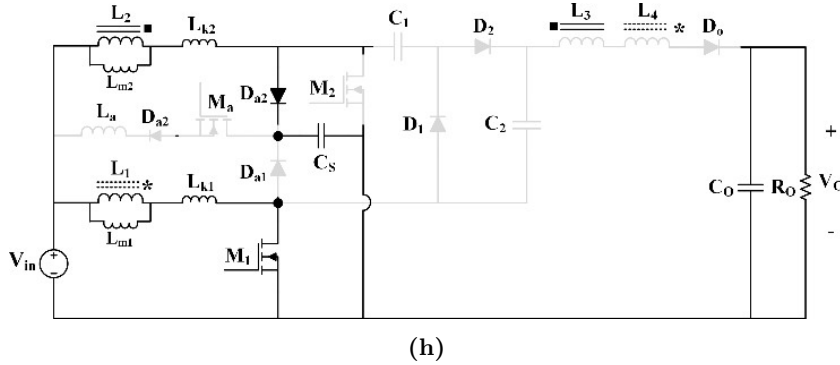 L2 Lk2 C1 D2 L3 L4 * Do
Lm2 M2
Da2
La Da2 Ma
D1 C2 +
CS
L1 * Lk1 Da1 CO RO VO
Lm1
M1 -
Vin + -
(h)